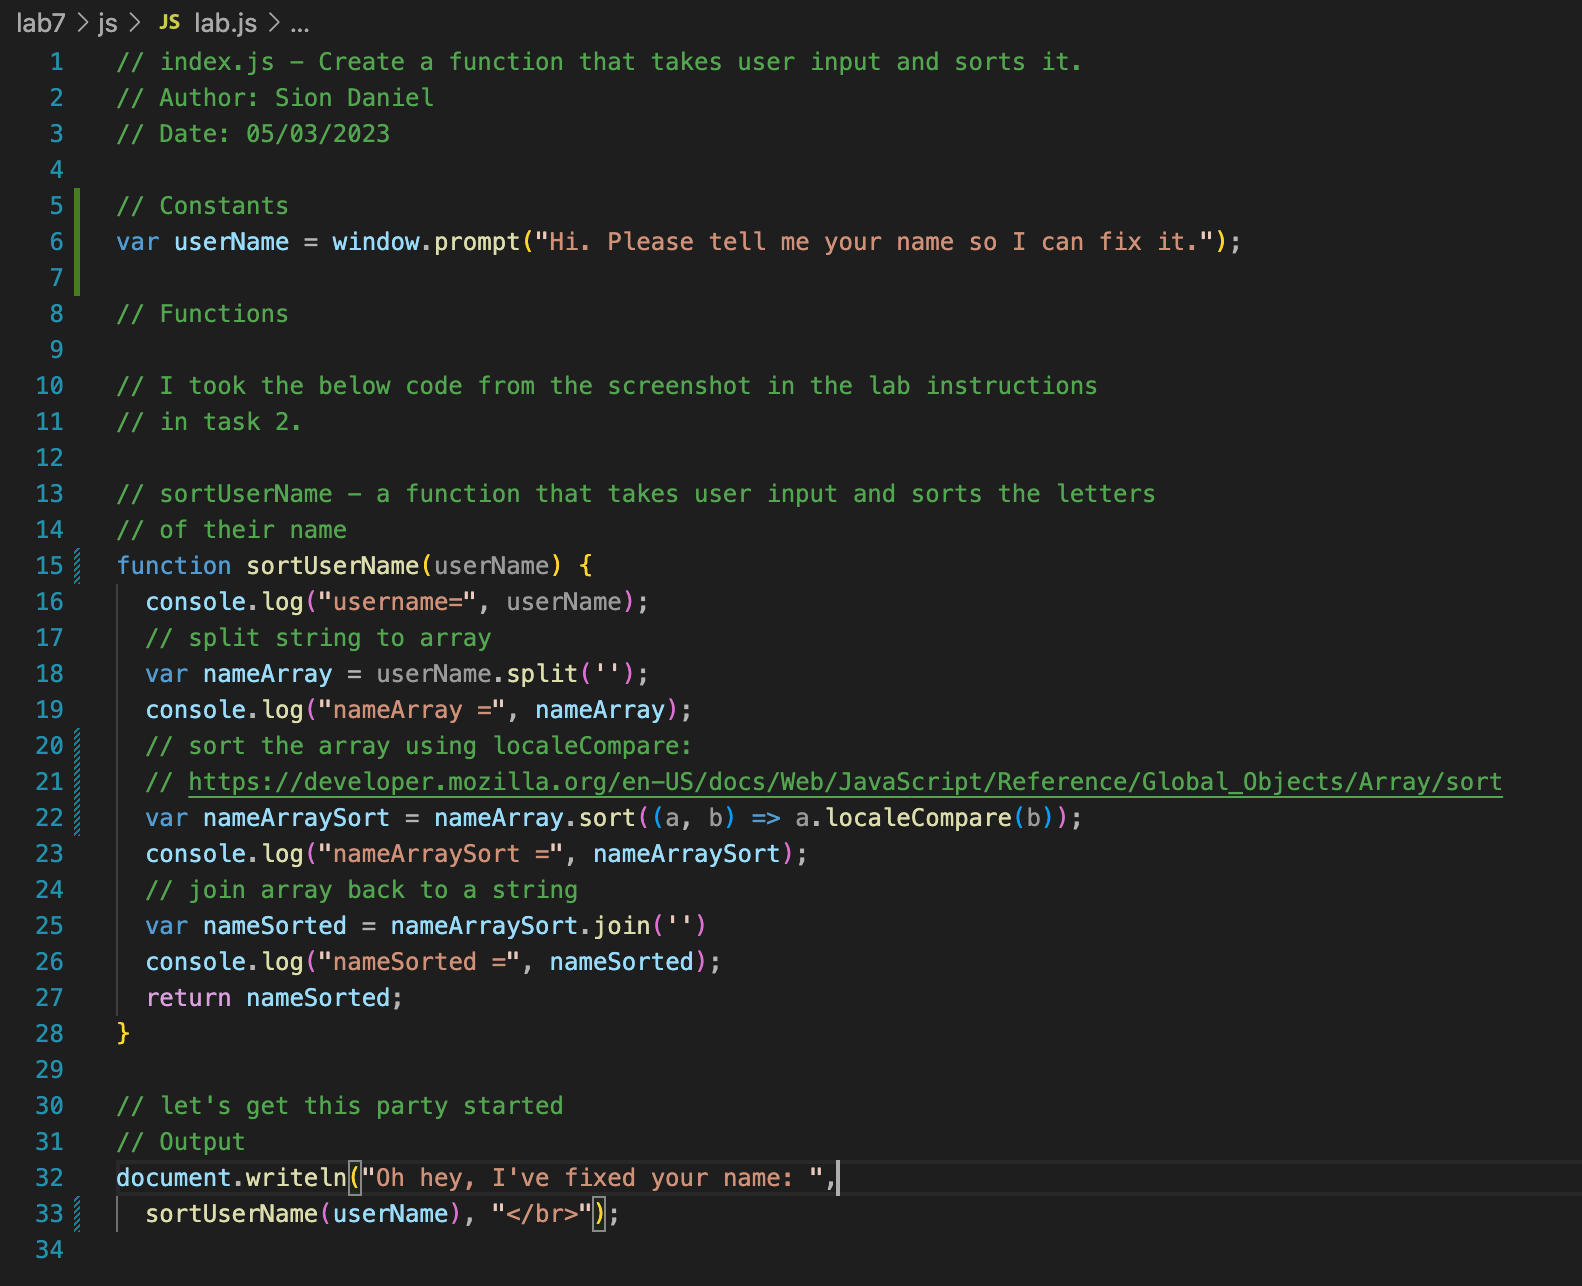 lab7 > js > JS lab.js > ...
1 // index.js – Create a function that takes user input and sorts it.
2 // Author: Sion Daniel
3 // Date: 05/03/2023
4
5 // Constants
6 var userName = window.prompt("Hi. Please tell me your name so I can fix it.");
7
8 // Functions
9
10 // I took the below code from the screenshot in the lab instructions
11 // in task 2.
12
13 // sortUserName – a function that takes user input and sorts the letters
14 // of their name
15 function sortUserName(userName) {
16   console.log("username=", userName);
17   // split string to array
18   var nameArray = userName.split('');
19   console.log("nameArray =", nameArray);
20   // sort the array using localeCompare:
21   // https://developer.mozilla.org/en-US/docs/Web/JavaScript/Reference/Global_Objects/Array/sort
22   var nameArraySort = nameArray.sort((a, b) => a.localeCompare(b));
23   console.log("nameArraySort =", nameArraySort);
24   // join array back to a string
25   var nameSorted = nameArraySort.join('')
26   console.log("nameSorted =", nameSorted);
27   return nameSorted;
28 }
29
30 // let's get this party started
31 // Output
32 document.writeln("Oh hey, I've fixed your name: ",
33   sortUserName(userName), "</br>");
34